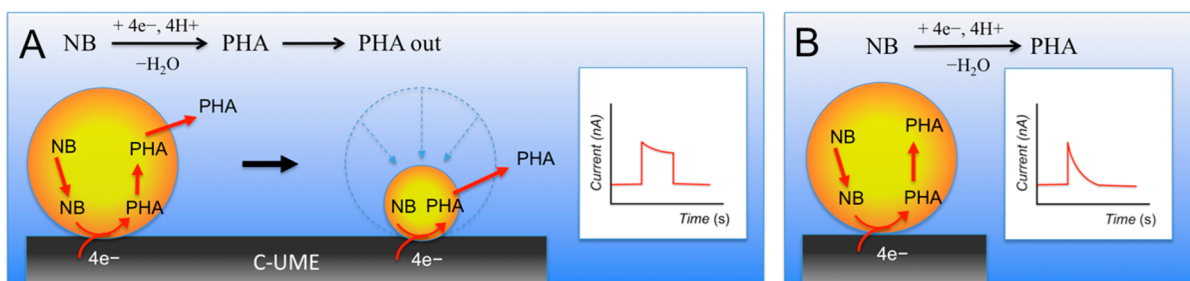 A
+ 4e−, 4H+
NB PHA PHA out
−H₂O
PHA
NB
PHA
NB
PHA
4e−
C-UME
PHA
NB PHA
4e−
Current (nA)
Time (s)
B
+ 4e−, 4H+
NB PHA
−H₂O
PHA
NB
NB
PHA
4e−
Current (nA)
Time (s)